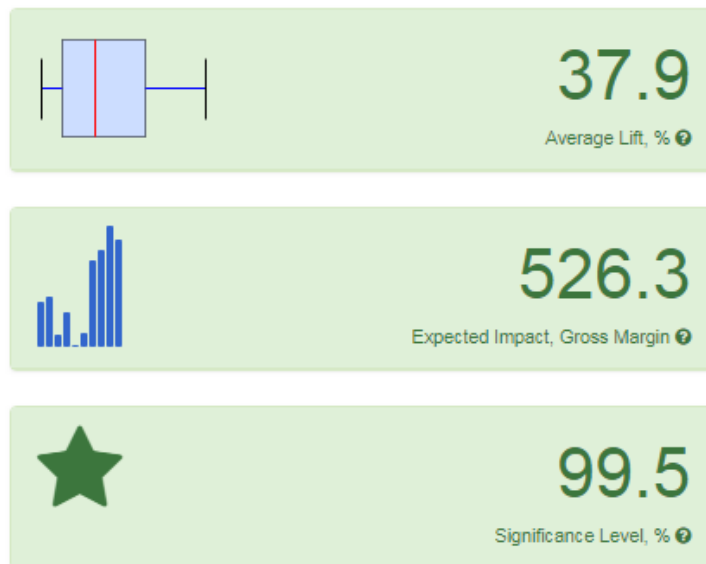 37.9
Average Lift, %
526.3
Expected Impact, Gross Margin
99.5
Significance Level, %